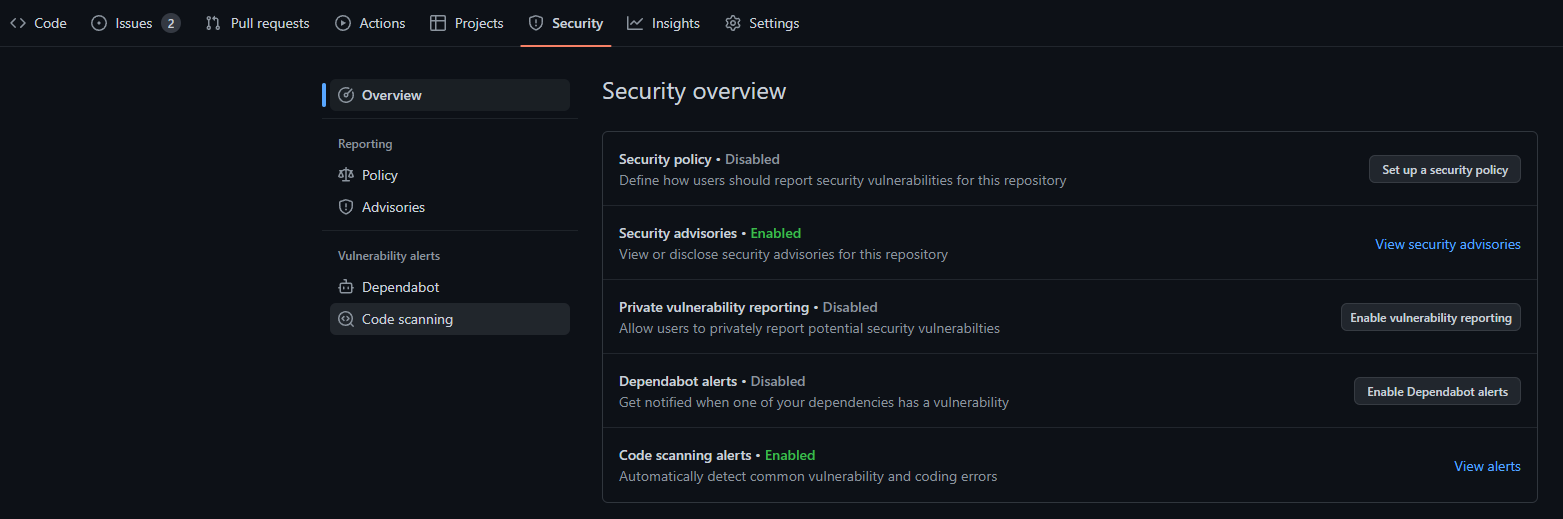 Code Issues 2 Pull requests Actions Projects Security Insights Settings
Overview
Reporting
Policy
Advisories
Vulnerability alerts
Dependabot
Code scanning
Security overview
Security policy • Disabled
Define how users should report security vulnerabilities for this repository
Set up a security policy
Security advisories • Enabled
View or disclose security advisories for this repository
View security advisories
Private vulnerability reporting • Disabled
Allow users to privately report potential security vulnerabilties
Enable vulnerability reporting
Dependabot alerts • Disabled
Get notified when one of your dependencies has a vulnerability
Enable Dependabot alerts
Code scanning alerts • Enabled
Automatically detect common vulnerability and coding errors
View alerts